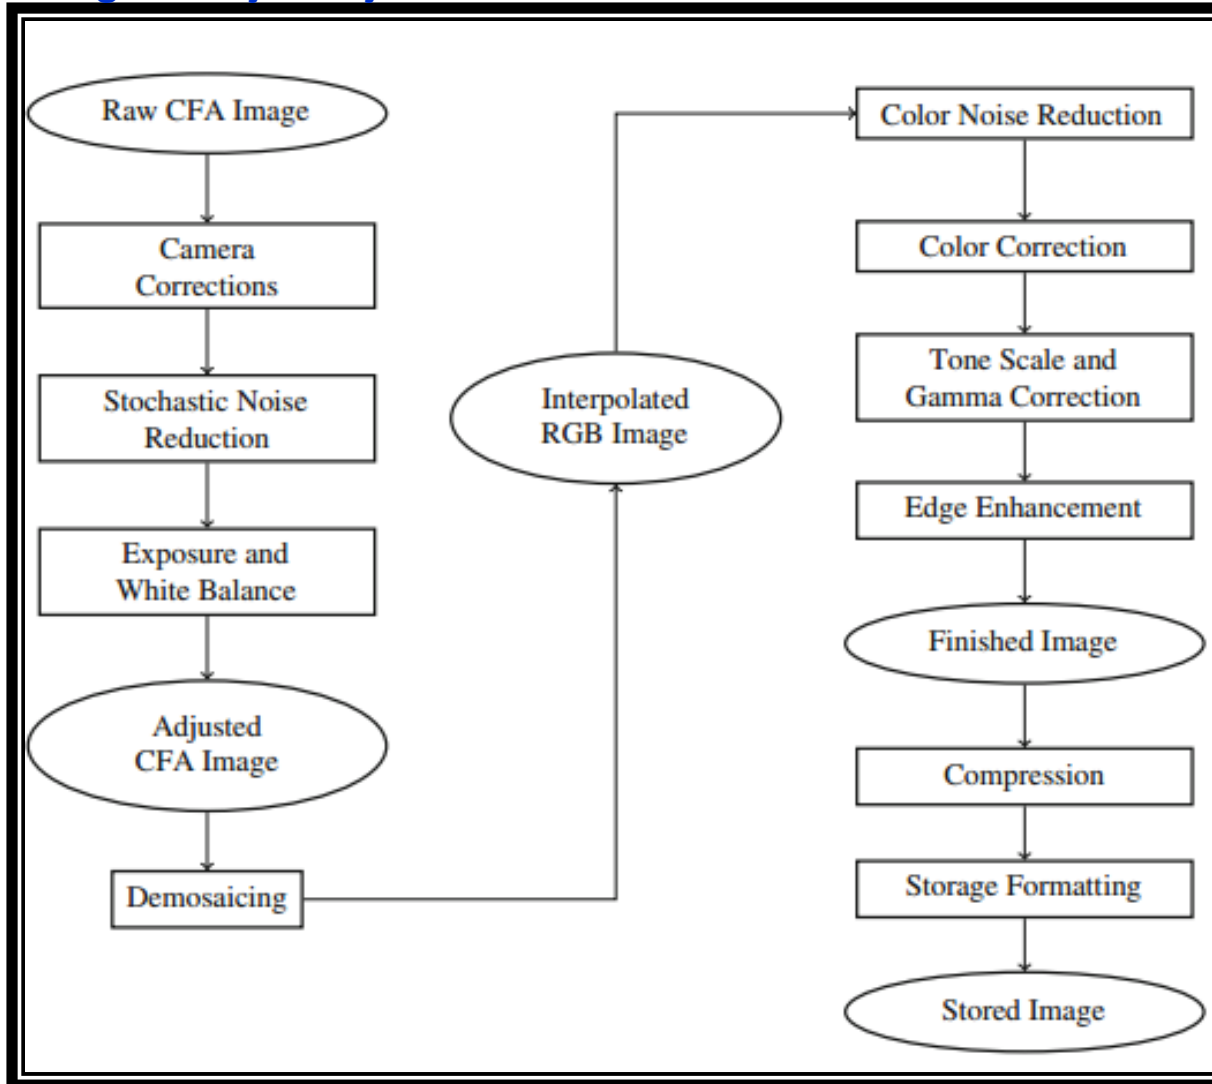 Raw CFA Image
Camera
Corrections
Stochastic Noise
Reduction
Exposure and
White Balance
Adjusted
CFA Image
Demosaicing
Interpolated
RGB Image
Color Noise Reduction
Color Correction
Tone Scale and
Gamma Correction
Edge Enhancement
Finished Image
Compression
Storage Formatting
Stored Image